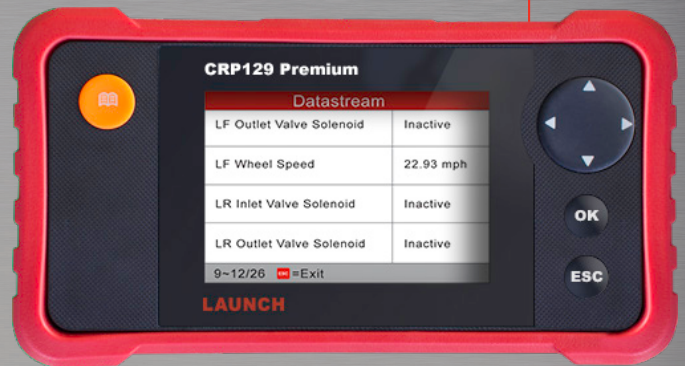 CRP129 Premium
Datastream
LF Outlet Valve Solenoid Inactive
LF Wheel Speed 22.93 mph
LR Inlet Valve Solenoid Inactive
LR Outlet Valve Solenoid Inactive
9~12/26 ESC =Exit
OK
ESC
LAUNCH